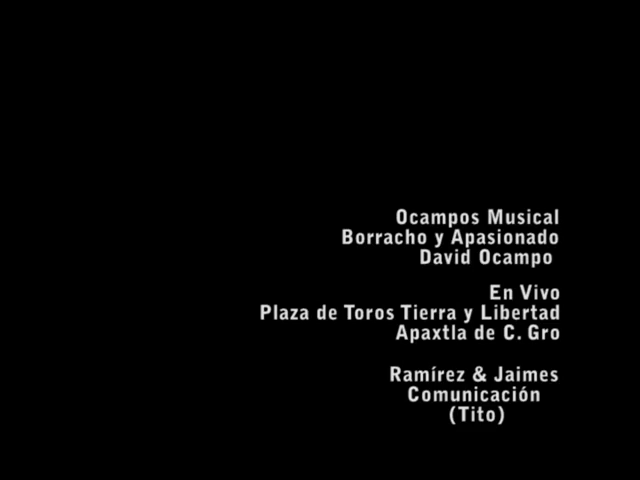 Ocampos Musical
Borracho y Apasionado
David Ocampo
En Vivo
Plaza de Toros Tierra y Libertad
Apaxtla de C. Gro
Ramírez & Jaimes
Comunicación
(Tito)